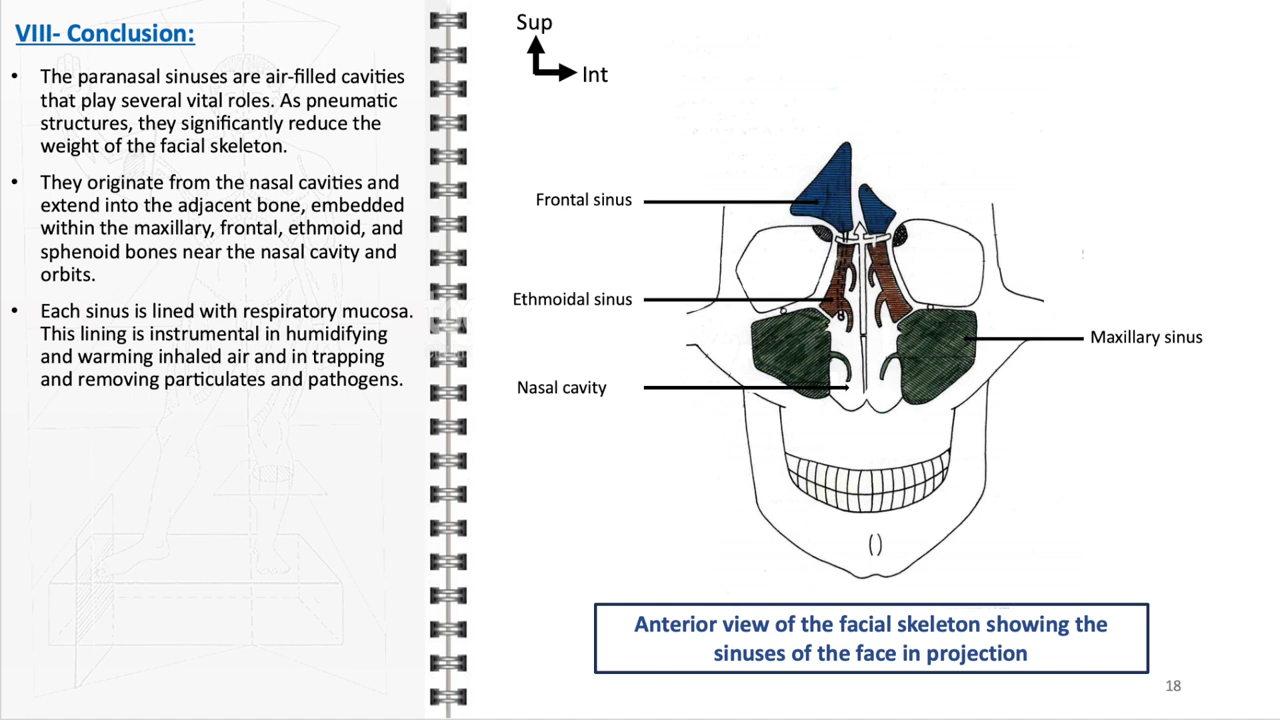 VIII- Conclusion:
• The paranasal sinuses are air-filled cavities
that play several vital roles. As pneumatic
structures, they significantly reduce the
weight of the facial skeleton.
• They originate from the nasal cavities and
extend into the adjacent bone, embedded
within the maxillary, frontal, ethmoid, and
sphenoid bones near the nasal cavity and
orbits.
• Each sinus is lined with respiratory mucosa.
This lining is instrumental in humidifying
and warming inhaled air and in trapping
and removing particulates and pathogens.
Sup
Int
Frontal sinus
Ethmoidal sinus
Maxillary sinus
Nasal cavity
Anterior view of the facial skeleton showing the
sinuses of the face in projection
18